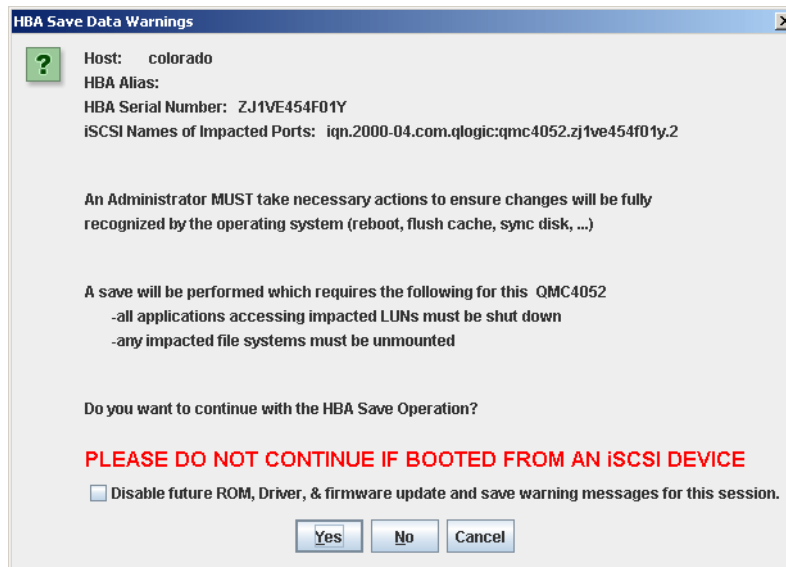 HBA Save Data Warnings
?
Host: colorado
HBA Alias:
HBA Serial Number: ZJ1VE454F01Y
iSCSI Names of Impacted Ports: iqn.2000-04.com.qlogic:qmc4052.zj1ve454f01y.2
An Administrator MUST take necessary actions to ensure changes will be fully
recognized by the operating system (reboot, flush cache, sync disk, ...)
A save will be performed which requires the following for this QMC4052
-all applications accessing impacted LUNs must be shut down
-any impacted file systems must be unmounted
Do you want to continue with the HBA Save Operation?
PLEASE DO NOT CONTINUE IF BOOTED FROM AN iSCSI DEVICE
Disable future ROM, Driver, & firmware update and save warning messages for this session.
Yes No Cancel